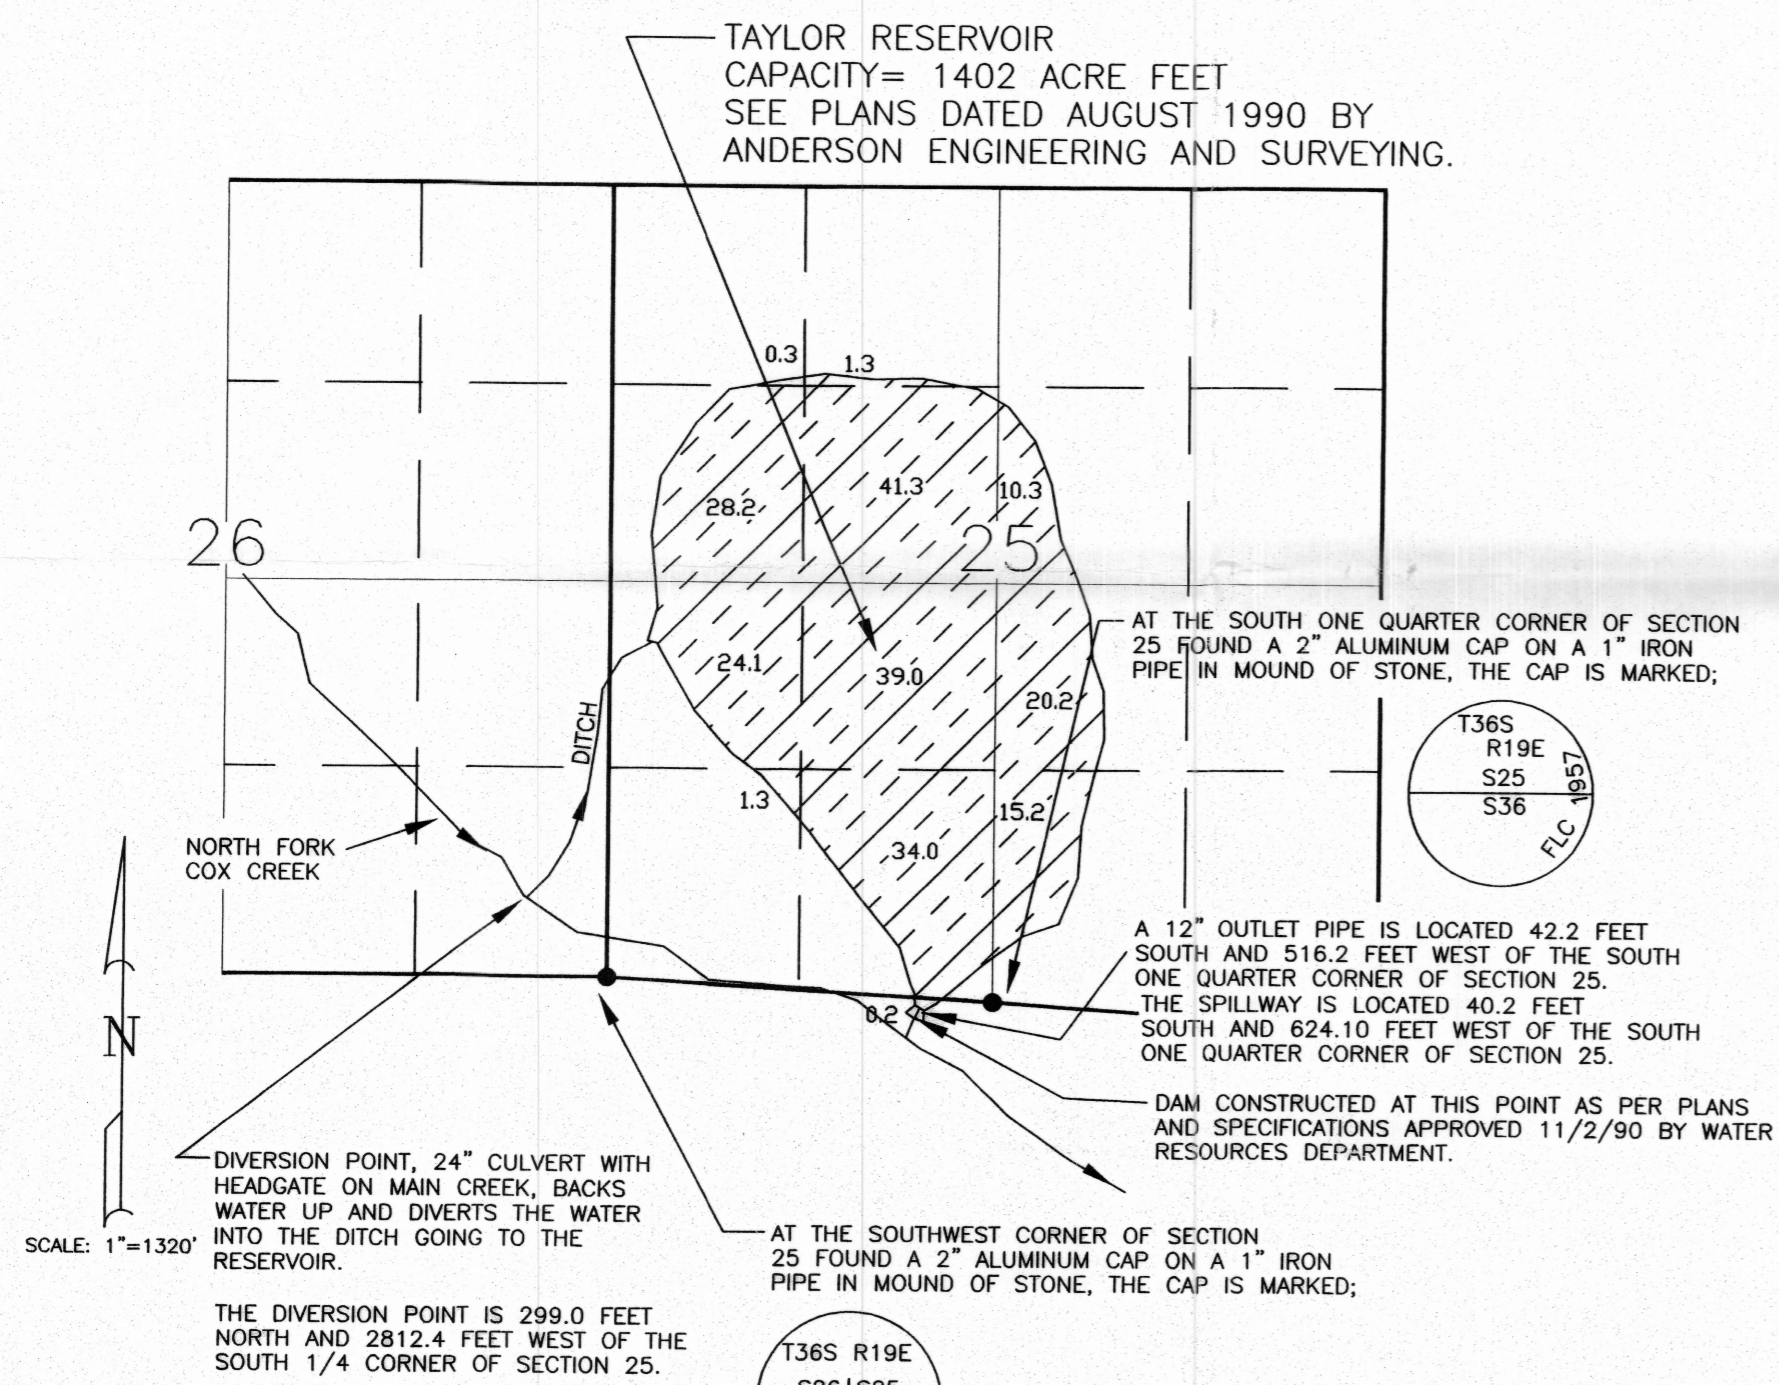 TAYLOR RESERVOIR
CAPACITY= 1402 ACRE FEET
SEE PLANS DATED AUGUST 1990 BY
ANDERSON ENGINEERING AND SURVEYING.
0.3
1.3
28.2
41.3
10.3
26
25
24.1
39.0
20.2
DITCH
1.3
15.2
34.0
0.2
NORTH FORK
COX CREEK
AT THE SOUTH ONE QUARTER CORNER OF SECTION
25 FOUND A 2" ALUMINUM CAP ON A 1" IRON
PIPE IN MOUND OF STONE, THE CAP IS MARKED;
T36S
R19E
S25
S36
FLC 1957
A 12" OUTLET PIPE IS LOCATED 42.2 FEET
SOUTH AND 516.2 FEET WEST OF THE SOUTH
ONE QUARTER CORNER OF SECTION 25.
THE SPILLWAY IS LOCATED 40.2 FEET
SOUTH AND 624.10 FEET WEST OF THE SOUTH
ONE QUARTER CORNER OF SECTION 25.
DAM CONSTRUCTED AT THIS POINT AS PER PLANS
AND SPECIFICATIONS APPROVED 11/2/90 BY WATER
RESOURCES DEPARTMENT.
N
SCALE: 1"=1320'
DIVERSION POINT, 24" CULVERT WITH
HEADGATE ON MAIN CREEK, BACKS
WATER UP AND DIVERTS THE WATER
INTO THE DITCH GOING TO THE
RESERVOIR.
THE DIVERSION POINT IS 299.0 FEET
NORTH AND 2812.4 FEET WEST OF THE
SOUTH 1/4 CORNER OF SECTION 25.
AT THE SOUTHWEST CORNER OF SECTION
25 FOUND A 2" ALUMINUM CAP ON A 1" IRON
PIPE IN MOUND OF STONE, THE CAP IS MARKED;
T36S R19E